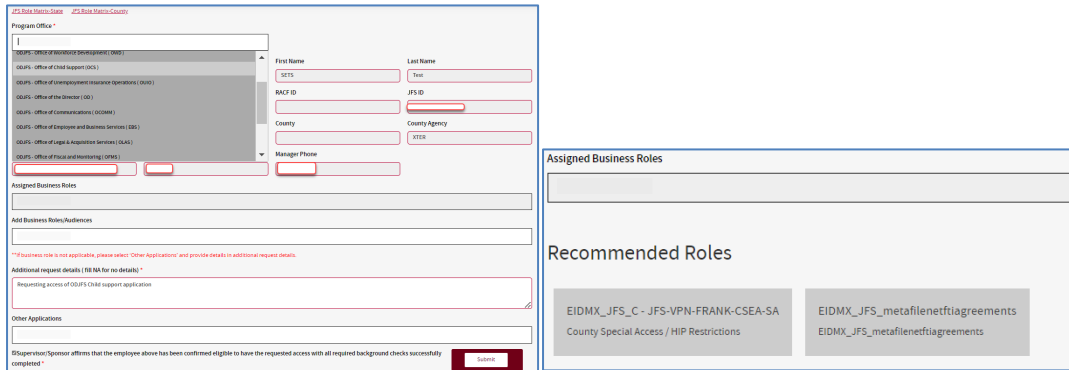 JFS Role Matrix-State JFS Role Matrix-County
Program Office *
ODJFS - Office of Workforce Development ( OWD )
ODJFS - Office of Child Support (OCS )
ODJFS - Office of Unemployment Insurance Operations ( OUIO )
ODJFS - Office of the Director ( OD )
ODJFS - Office of Communications ( OCOMM )
ODJFS - Office of Employee and Business Services ( EBS )
ODJFS - Office of Legal & Acquisition Services ( OLAS )
ODJFS - Office of Fiscal and Monitoring ( OFMS )
First Name Last Name
SETS Test
RACF ID JFS ID
County County Agency
XTER
Manager Phone
Assigned Business Roles
Add Business Roles/Audiences
**If business role is not applicable, please select 'Other Applications' and provide details in additional request details.
Additional request details ( fill NA for no details) *
Requesting access of ODJFS Child support application
Other Applications
Supervisor/Sponsor affirms that the employee above has been confirmed eligible to have the requested access with all required background checks successfully
completed *
Submit
Assigned Business Roles
Recommended Roles
EIDMX_JFS_C - JFS-VPN-FRANK-CSEA-SA
County Special Access / HIP Restrictions
EIDMX_JFS_metafilenetftiagreements
EIDMX_JFS_metafilenetftiagreements